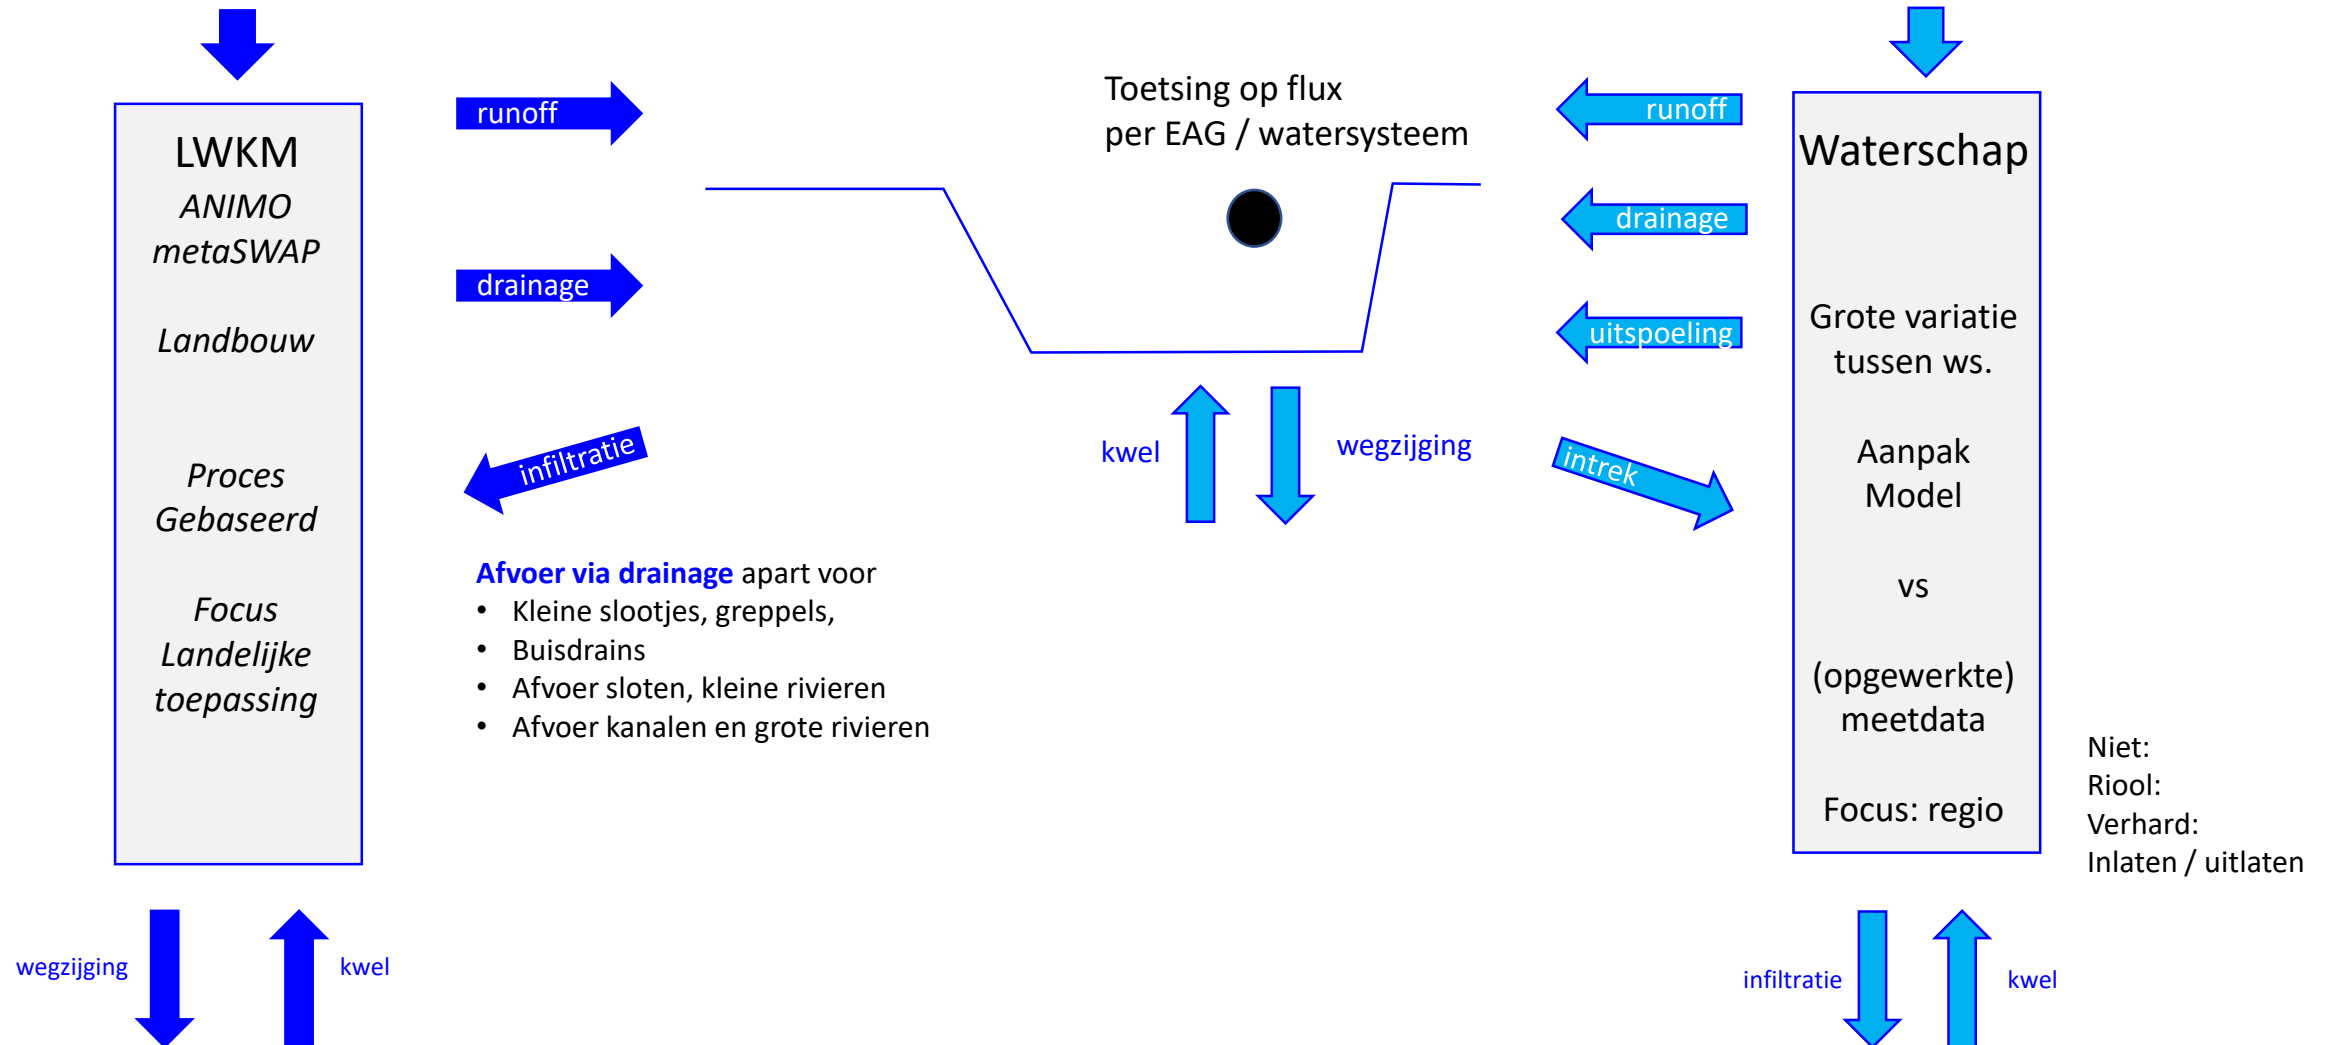 LWKM
ANIMO
metaSWAP
Landbouw
Proces
Gebaseerd
Focus
Landelijke
toepassing
wegzijging
kwel
runoff
drainage
infiltratie
Afvoer via drainage apart voor
• Kleine slootjes, greppels,
• Buisdrains
• Afvoer sloten, kleine rivieren
• Afvoer kanalen en grote rivieren
Toetsing op flux
per EAG / watersysteem
kwel
wegzijging
runoff
drainage
uitspoeling
intrek
Waterschap
Grote variatie
tussen ws.
Aanpak
Model
vs
(opgewerkte)
meetdata
Focus: regio
infiltratie
kwel
Niet:
Riool:
Verhard:
Inlaten / uitlaten